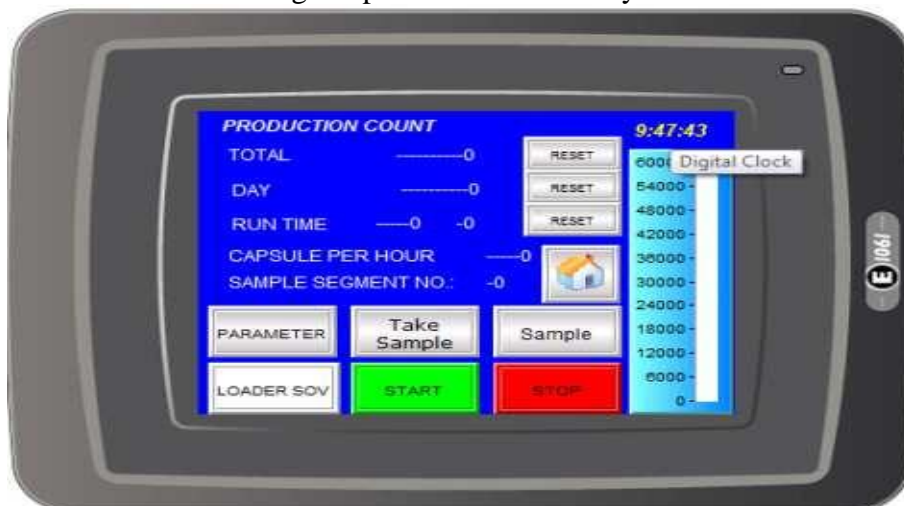 PRODUCTION COUNT
9:47:43
TOTAL ----------0 RESET
DAY ----------0 RESET
RUN TIME -----0 -0 RESET
CAPSULE PER HOUR -----0
SAMPLE SEGMENT NO.: -0
PARAMETER
Take
Sample
Sample
LOADER SOV
START
STOP
Digital Clock
54000
48000
42000
36000
30000
24000
18000
12000
6000
0
E1061